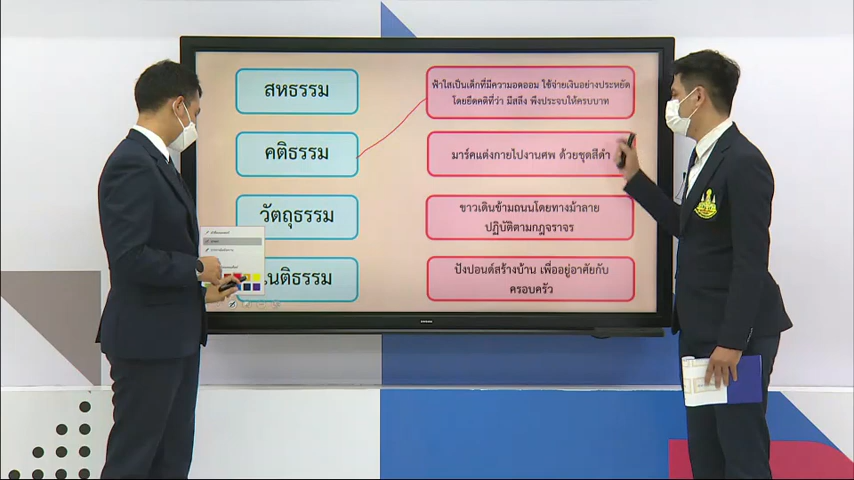 สหธรรม
ฟ้าใสเป็นเด็กที่มีความอดออม ใช้จ่ายเงินอย่างประหยัด
โดยยึดคติที่ว่า มีสลึง พึงประจบให้ครบบาท
คติธรรม
มาร์คแต่งกายไปงานศพ ด้วยชุดสีดำ
วัตถุธรรม
ขาวเดินข้ามถนนโดยทางม้าลาย
ปฏิบัติตามกฎจราจร
เนติธรรม
ปังปอนด์สร้างบ้าน เพื่ออยู่อาศัยกับ
ครอบครัว